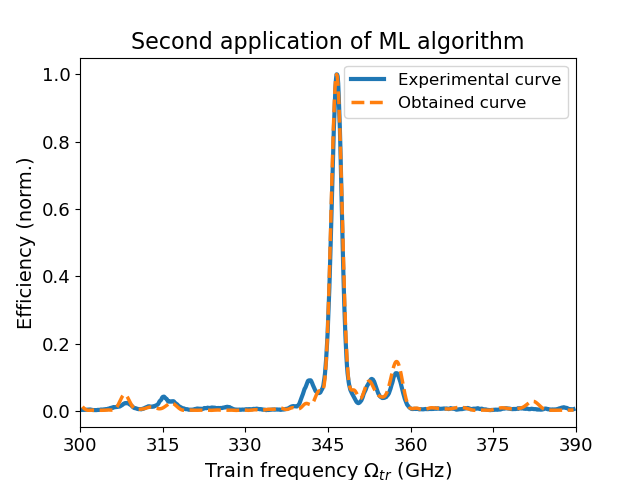 Second application of ML algorithm
Experimental curve
Obtained curve
Efficiency (norm.)
1.0
0.8
0.6
0.4
0.2
0.0
300 315 330 345 360 375 390
Train frequency Ω_tr (GHz)